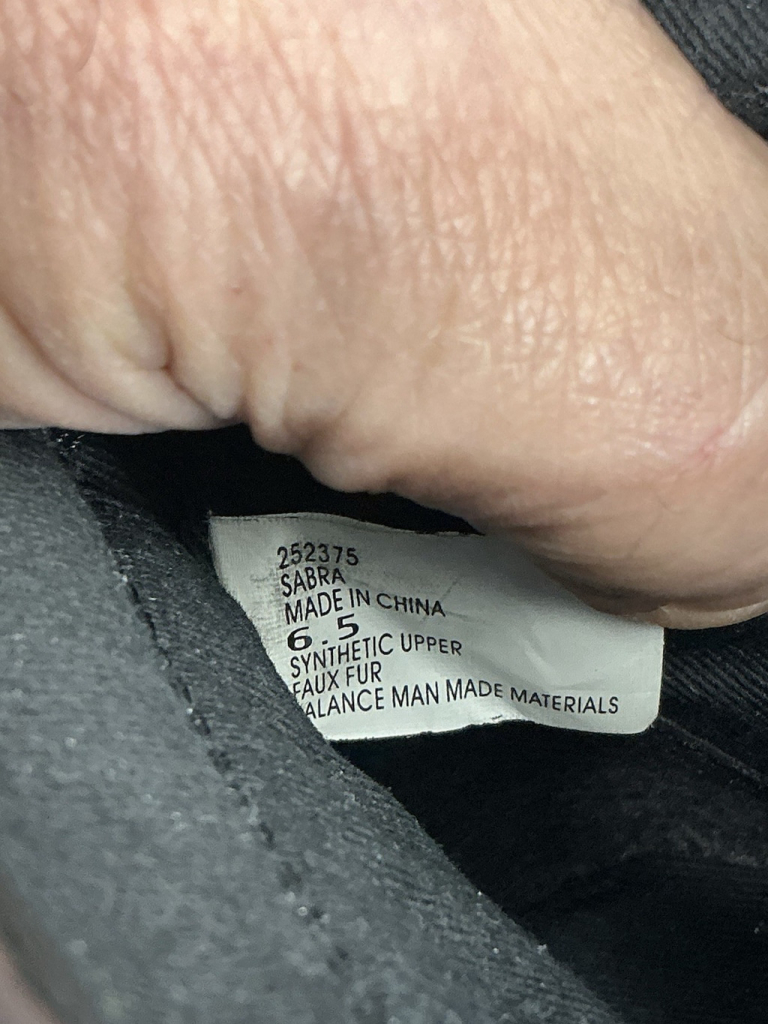 252375
SABRA
MADE IN CHINA
6.5
SYNTHETIC UPPER
FAUX FUR
ALANCE MAN MADE MATERIALS